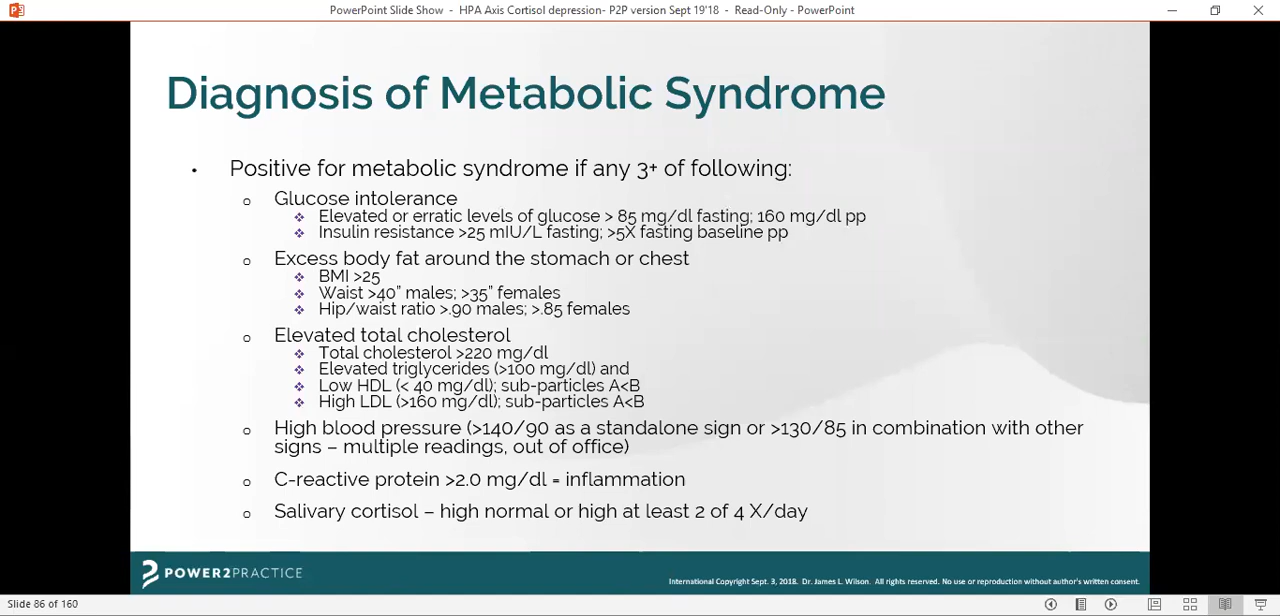 PowerPoint Slide Show - HPA Axis Cortisol depression- P2P version Sept 19'18 - Read-Only - PowerPoint
Diagnosis of Metabolic Syndrome
• Positive for metabolic syndrome if any 3+ of following:
o Glucose intolerance
❖ Elevated or erratic levels of glucose > 85 mg/dl fasting; 160 mg/dl pp
❖ Insulin resistance >25 mIU/L fasting; >5X fasting baseline pp
o Excess body fat around the stomach or chest
❖ BMI >25
❖ Waist >40” males; >35” females
❖ Hip/waist ratio >.90 males; >.85 females
o Elevated total cholesterol
❖ Total cholesterol >220 mg/dl
❖ Elevated triglycerides (>100 mg/dl) and
❖ Low HDL (< 40 mg/dl); sub-particles A<B
❖ High LDL (>160 mg/dl); sub-particles A<B
o High blood pressure (>140/90 as a standalone sign or >130/85 in combination with other
signs – multiple readings, out of office)
o C-reactive protein >2.0 mg/dl = inflammation
o Salivary cortisol – high normal or high at least 2 of 4 X/day
POWER2PRACTICE
International Copyright Sept. 3, 2018. Dr. James L. Wilson. All rights reserved. No use or reproduction without author's written consent.
Slide 86 of 160